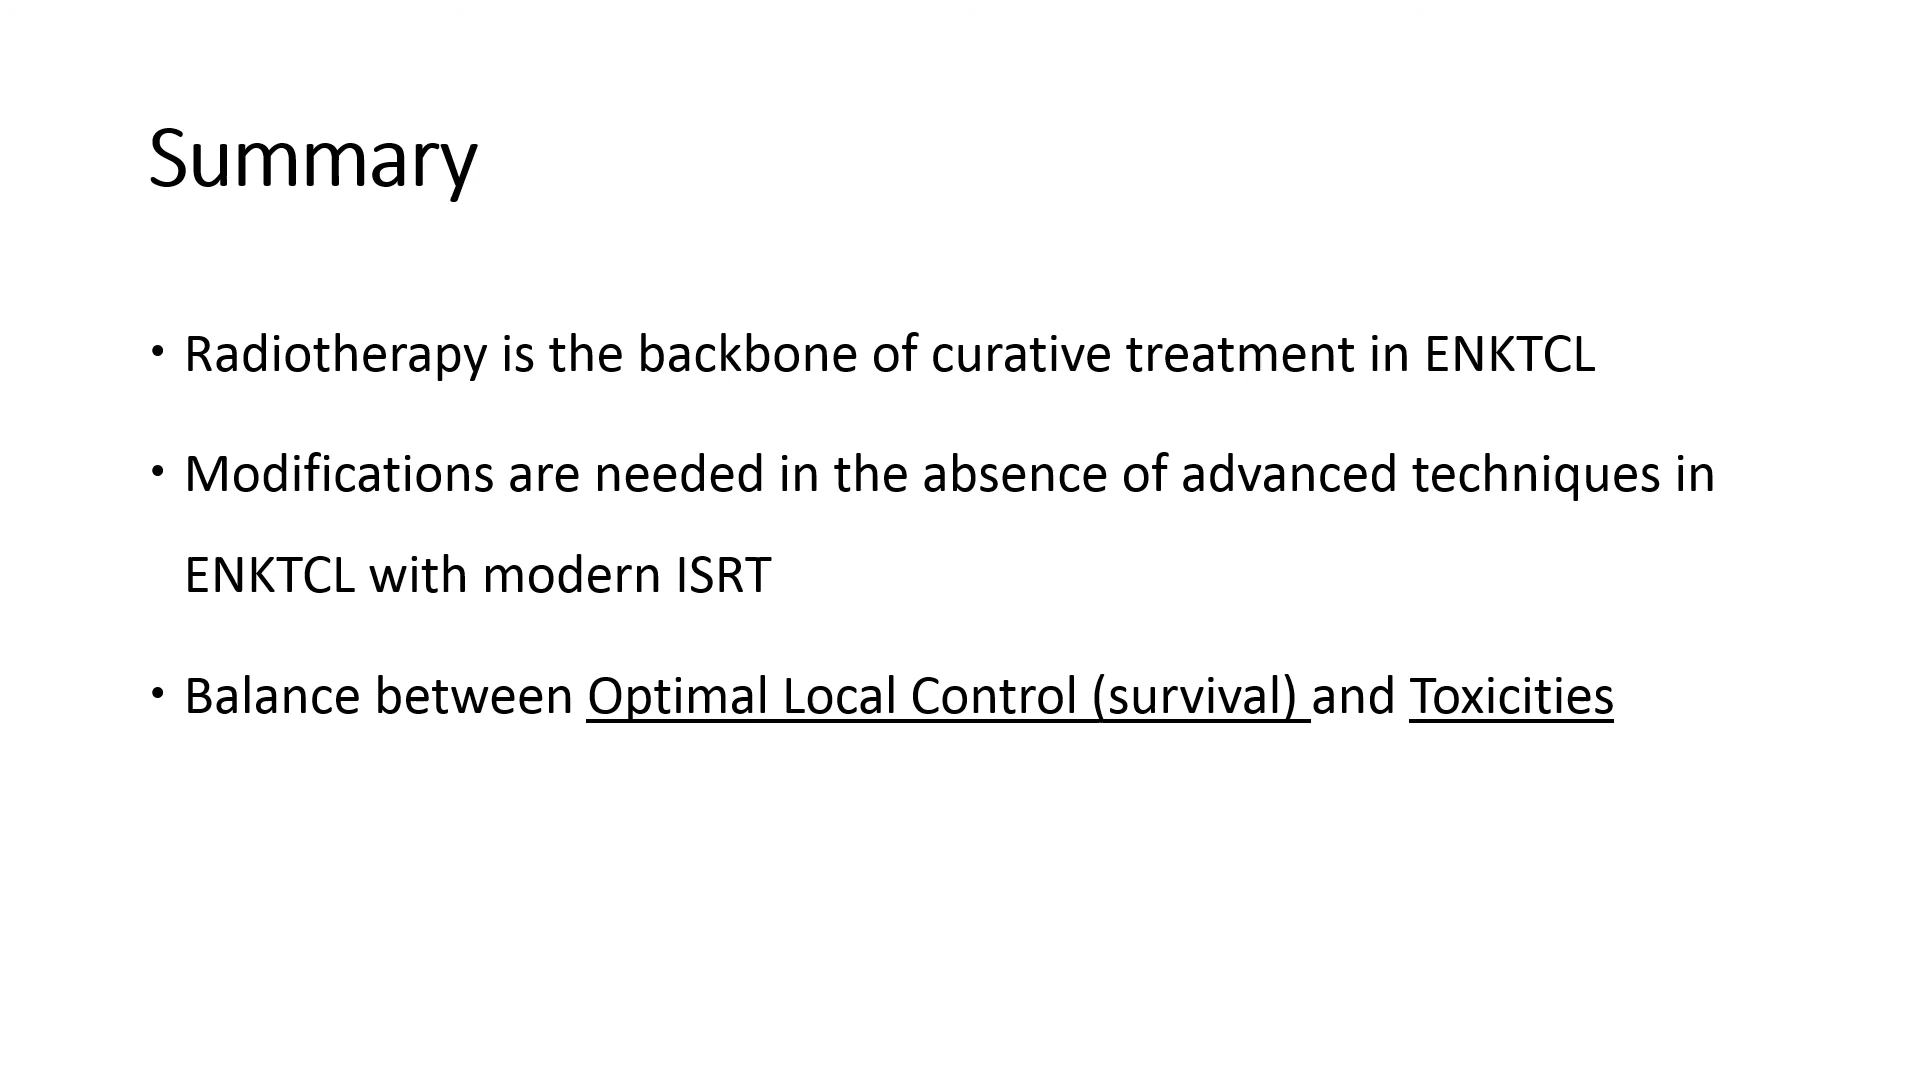 Summary
• Radiotherapy is the backbone of curative treatment in ENKTCL
• Modifications are needed in the absence of advanced techniques in
ENKTCL with modern ISRT
• Balance between Optimal Local Control (survival) and Toxicities